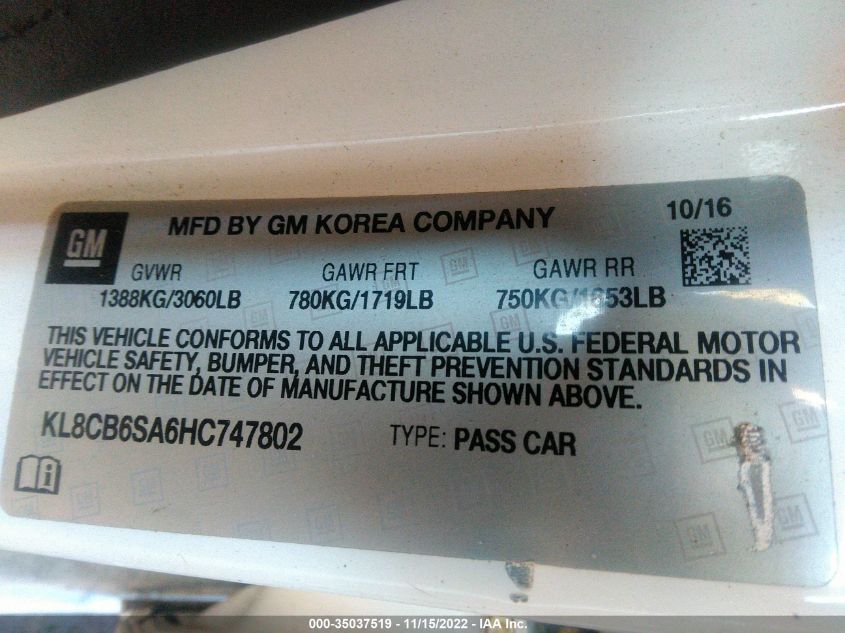 GM
MFD BY GM KOREA COMPANY
10/16
GVWR GAWR FRT GAWR RR
1388KG/3060LB 780KG/1719LB 750KG/1653LB
THIS VEHICLE CONFORMS TO ALL APPLICABLE U.S. FEDERAL MOTOR
VEHICLE SAFETY, BUMPER, AND THEFT PREVENTION STANDARDS IN
EFFECT ON THE DATE OF MANUFACTURE SHOWN ABOVE.
KL8CB6SA6HC747802 TYPE: PASS CAR
000-35037519 - 11/15/2022 - IAA Inc.